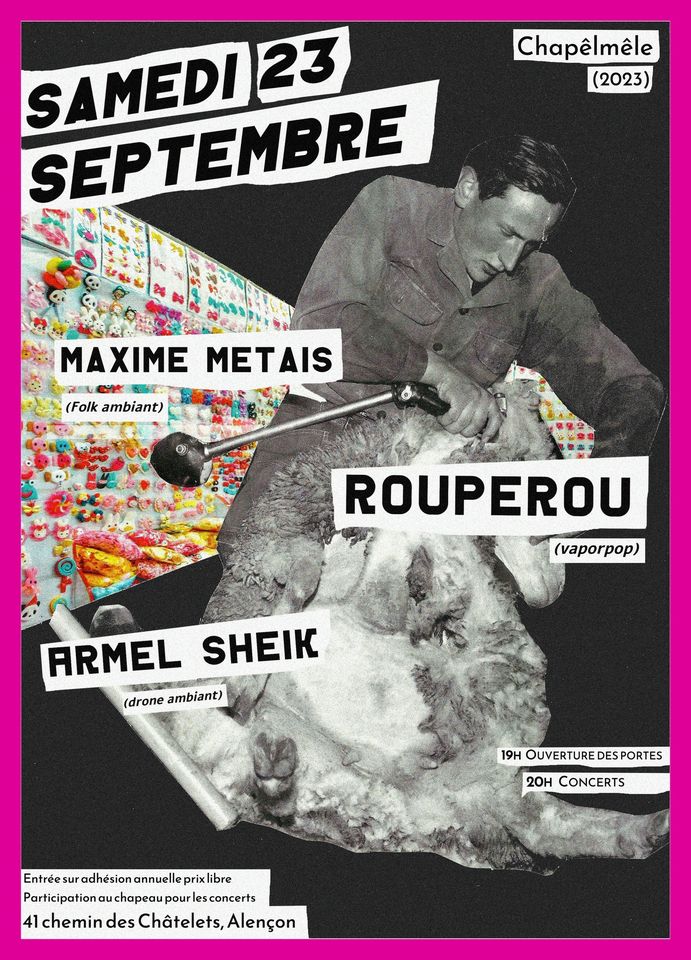 SAMEDI 23
SEPTEMBRE
Chapêlmêle
(2023)
MAXIME METAIS
(Folk ambiant)
ROUPEROU
(vaporpop)
ARMEL SHEIK
(drone ambiant)
19H OUVERTURE DES PORTES
20H CONCERTS
Entrée sur adhésion annuelle prix libre
Participation au chapeau pour les concerts
41 chemin des Châtelets, Alençon